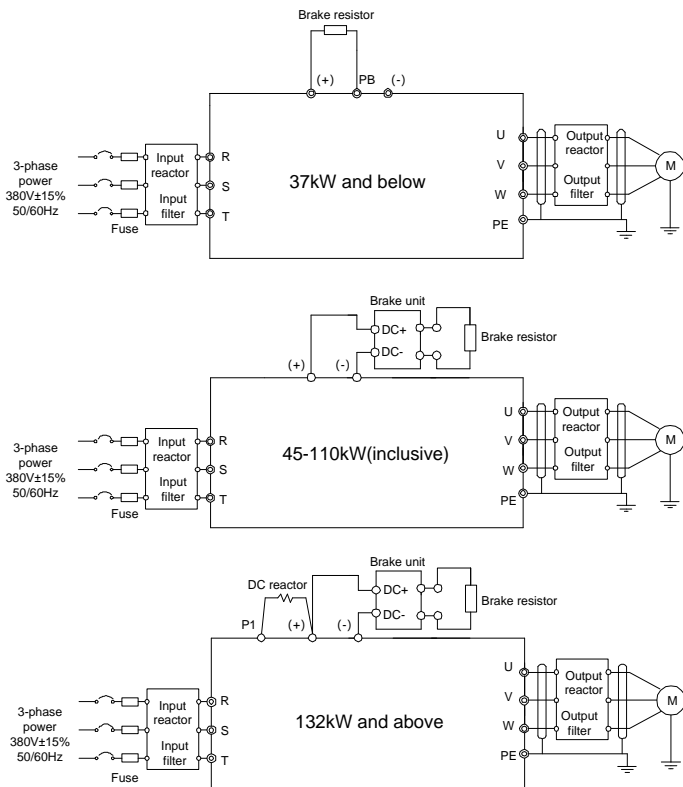 Brake resistor
(+)
PB
(-)
3-phase
power
380V±15%
50/60Hz
Fuse
Input
reactor
Input
filter
R
S
T
37kW and below
U
V
W
PE
Output
reactor
Output
filter
M
Brake unit
DC+
DC-
Brake resistor
(+)
(-)
3-phase
power
380V±15%
50/60Hz
Fuse
Input
reactor
Input
filter
R
S
T
45-110kW(inclusive)
U
V
W
PE
Output
reactor
Output
filter
M
Brake unit
DC reactor
DC+
DC-
Brake resistor
P1
(+)
(-)
3-phase
power
380V±15%
50/60Hz
Fuse
Input
reactor
Input
filter
R
S
T
132kW and above
U
V
W
PE
Output
reactor
Output
filter
M